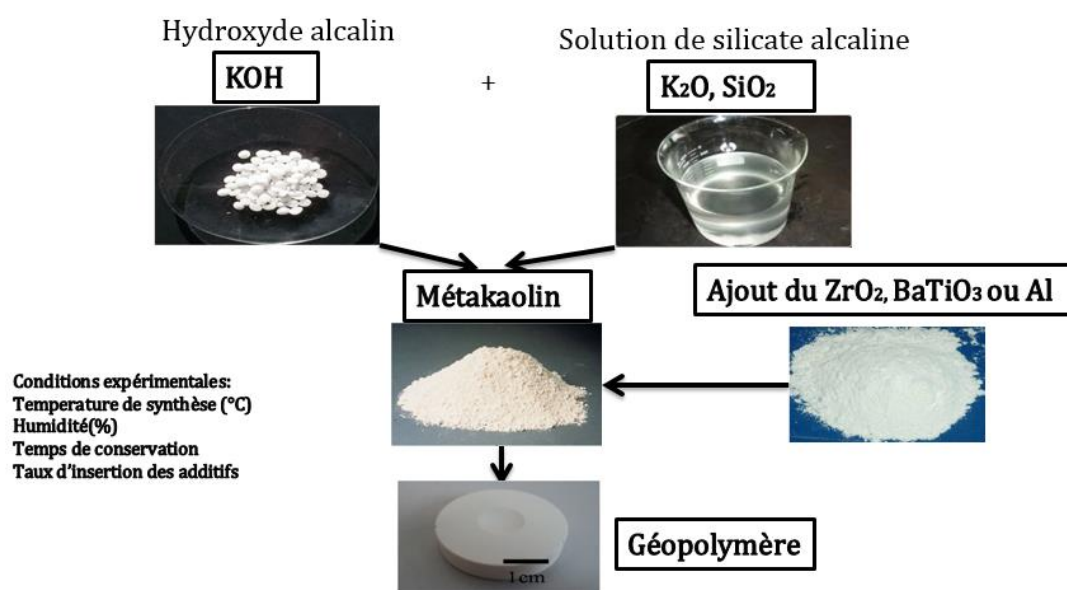 Hydroxyde alcalin
Solution de silicate alcaline
KOH
+
K₂O, SiO₂
Métakaolin
Ajout du ZrO₂, BaTiO₃ ou Al
Conditions expérimentales:
Temperature de synthèse (°C)
Humidité(%)
Temps de conservation
Taux d'insertion des additifs
Géopolymère
1 cm